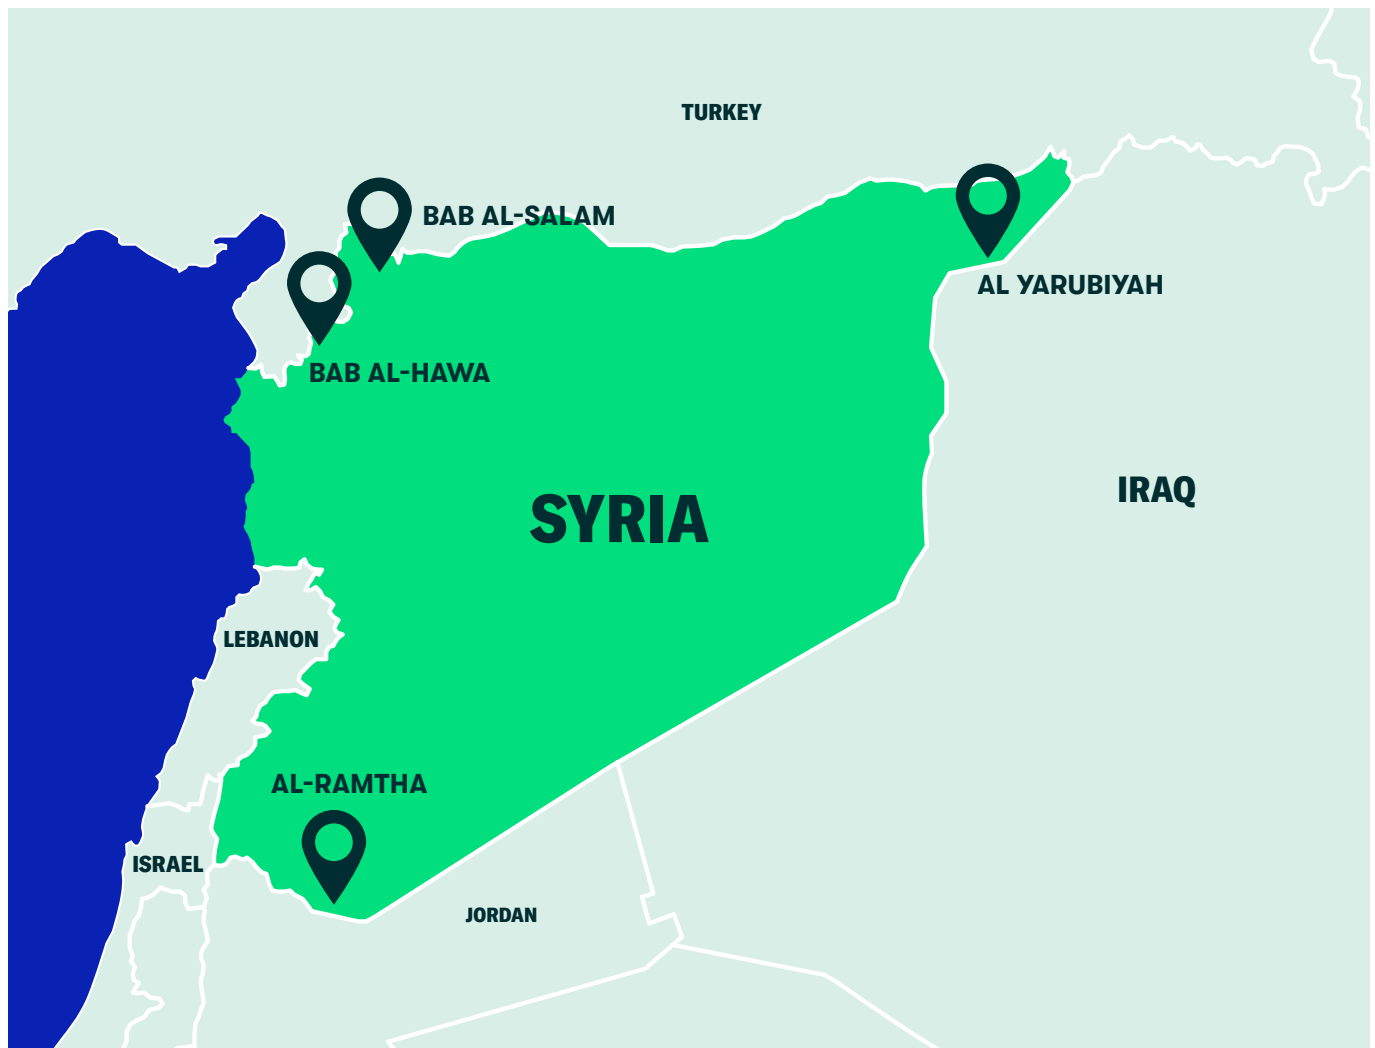 TURKEY
BAB AL-SALAM
AL YARUBIYAH
BAB AL-HAWA
IRAQ
SYRIA
LEBANON
AL-RAMTHA
ISRAEL
JORDAN